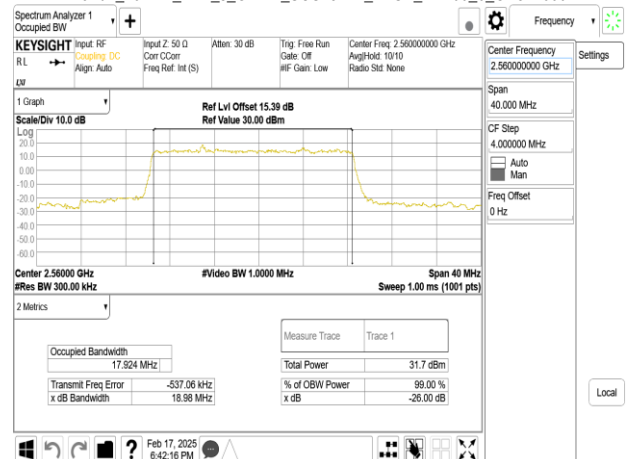 Spectrum Analyzer 1
Occupied BW
Frequency
KEYSIGHT
RL
LXI
Input: RF
Coupling: DC
Align: Auto
Input Z: 50 Ω
Corr CCorr
Freq Ref: Int (S)
Atten: 30 dB
Trig: Free Run
Gate: Off
#IF Gain: Low
Center Freq: 2.560000000 GHz
Avg|Hold: 10/10
Radio Std: None
Center Frequency
2.560000000 GHz
Settings
Span
40.000 MHz
CF Step
4.000000 MHz
Auto
Man
Freq Offset
0 Hz
Local
1 Graph
Ref Lvl Offset 15.39 dB
Scale/Div 10.0 dB
Ref Value 30.00 dBm
Log
20.0
10.0
0.00
-10.0
-20.0
-30.0
-40.0
-50.0
-60.0
Center 2.56000 GHz
#Video BW 1.0000 MHz
Span 40 MHz
#Res BW 300.00 kHz
Sweep 1.00 ms (1001 pts)
2 Metrics
Measure Trace Trace 1
Occupied Bandwidth
17.924 MHz
Total Power 31.7 dBm
Transmit Freq Error -537.06 kHz
% of OBW Power 99.00 %
x dB Bandwidth 18.98 MHz
x dB -26.00 dB
?
Feb 17, 2025
6:42:16 PM